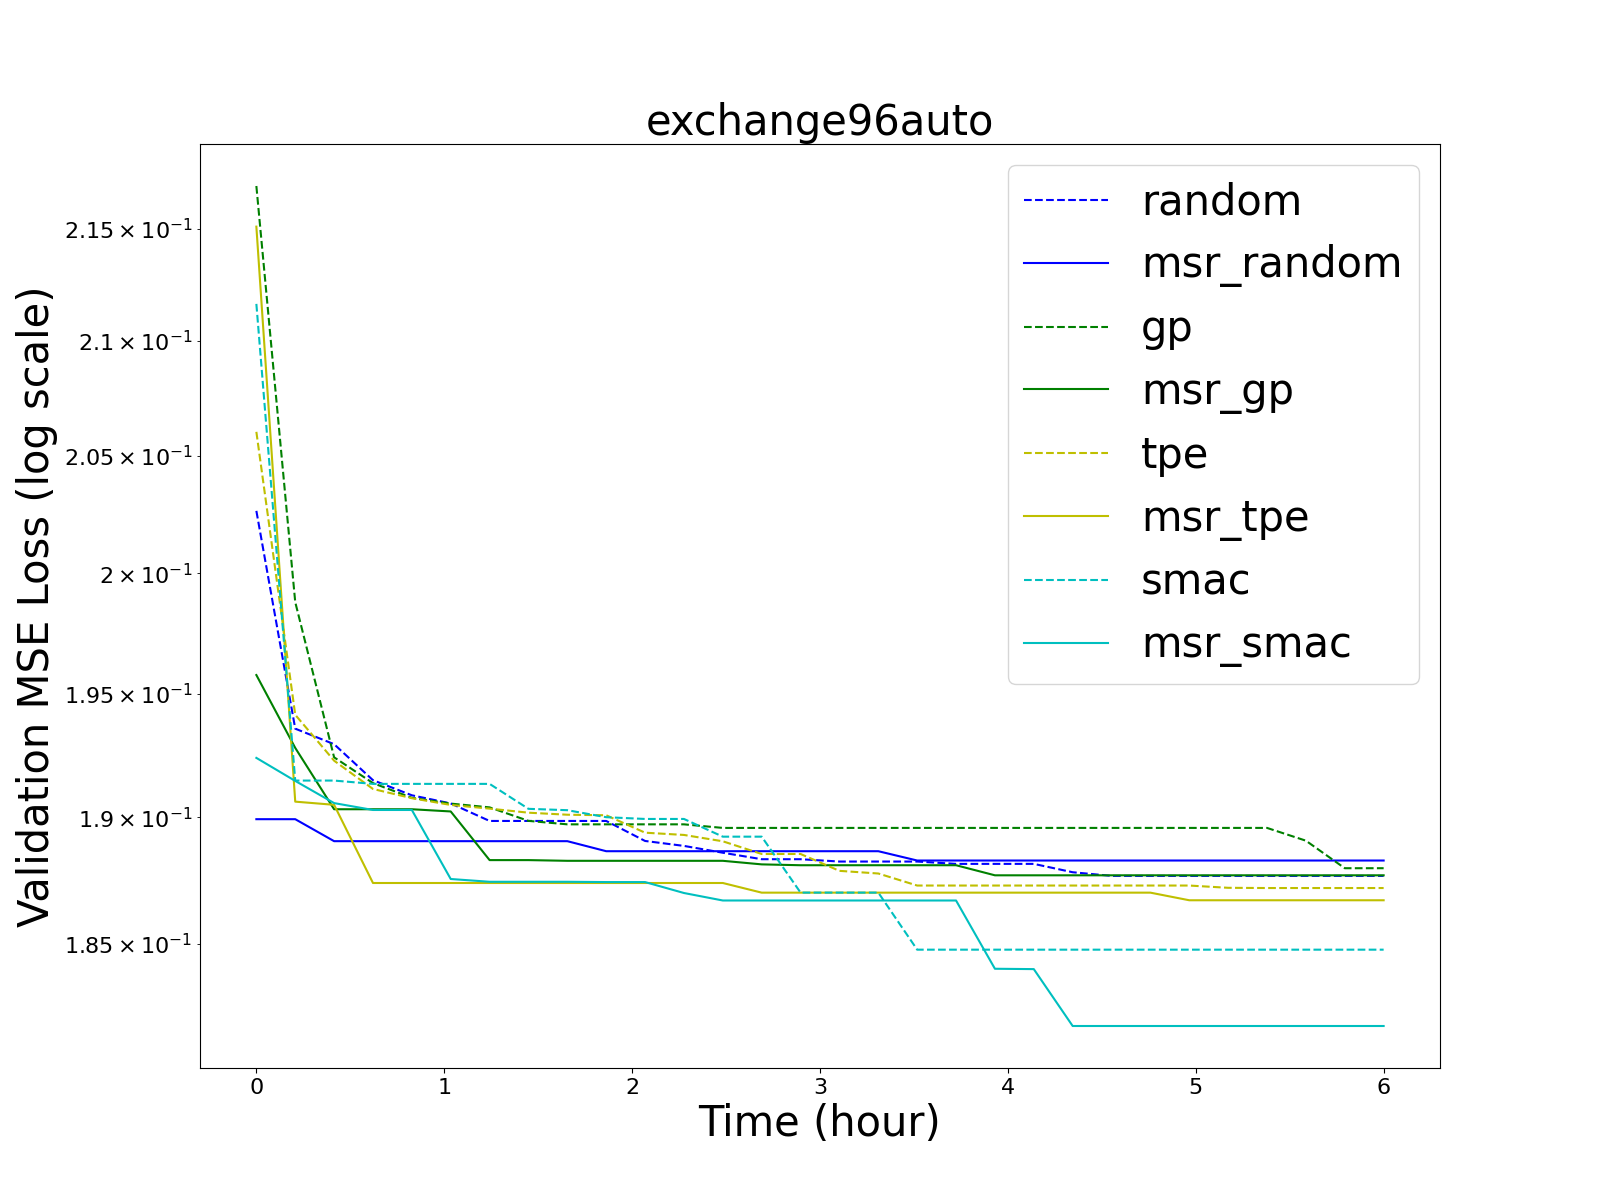 exchange96auto
Validation MSE Loss (log scale)
2.15 × 10⁻¹
2.1 × 10⁻¹
2.05 × 10⁻¹
2 × 10⁻¹
1.95 × 10⁻¹
1.9 × 10⁻¹
1.85 × 10⁻¹
random
msr_random
gp
msr_gp
tpe
msr_tpe
smac
msr_smac
0 1 2 3 4 5 6
Time (hour)